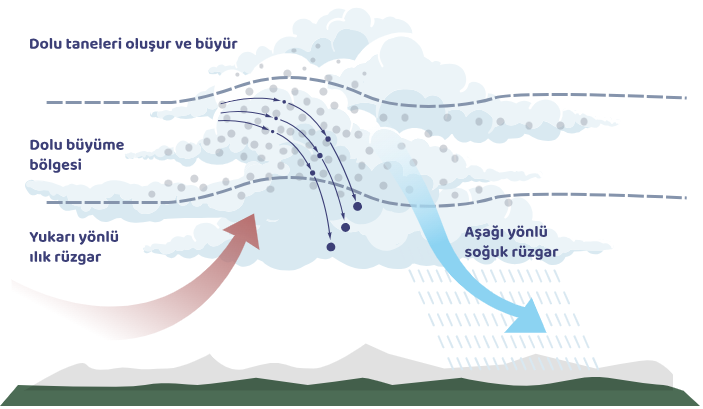 Dolu taneleri oluşur ve büyür
Dolu büyüme
bölgesi
Yukarı yönlü
ılık rüzgar
Aşağı yönlü
soğuk rüzgar